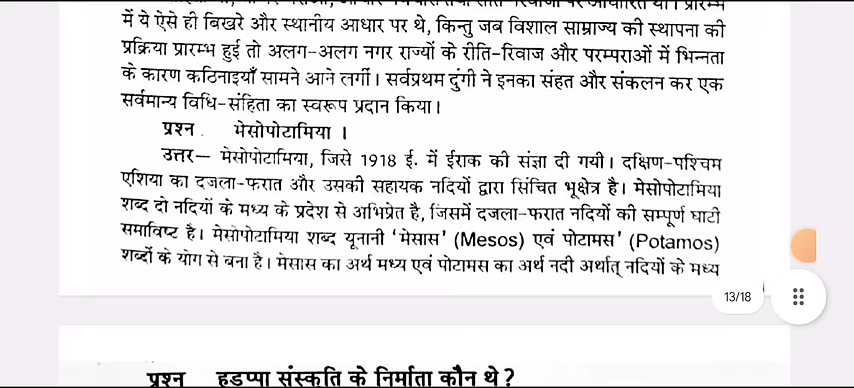 में ये ऐसे ही बिखरे और स्थानीय आधार पर थे, किन्तु जब विशाल साम्राज्य की स्थापना की
प्रक्रिया प्रारम्भ हुई तो अलग-अलग नगर राज्यों के रीति-रिवाज और परम्पराओं में भिन्नता
के कारण कठिनाइयाँ सामने आने लगीं। सर्वप्रथम दुंगी ने इनका संहत और संकलन कर एक
सर्वमान्य विधि-संहिता का स्वरूप प्रदान किया।
प्रश्न . मेसोपोटामिया ।
उत्तर— मेसोपोटामिया, जिसे 1918 ई. में ईराक की संज्ञा दी गयी। दक्षिण-पश्चिम
एशिया का दजला-फरात और उसकी सहायक नदियों द्वारा सिंचित भूक्षेत्र है। मेसोपोटामिया
शब्द दो नदियों के मध्य के प्रदेश से अभिप्रेत है, जिसमें दजला-फरात नदियों की सम्पूर्ण घाटी
समाविष्ट है। मेसोपोटामिया शब्द यूनानी 'मेसास' (Mesos) एवं पोटामस' (Potamos)
शब्दों के योग से बना है। मेसास का अर्थ मध्य एवं पोटामस का अर्थ नदी अर्थात् नदियों के मध्य
13/18
प्रश्न हड़प्पा संस्कृति के निर्माता कौन थे ?